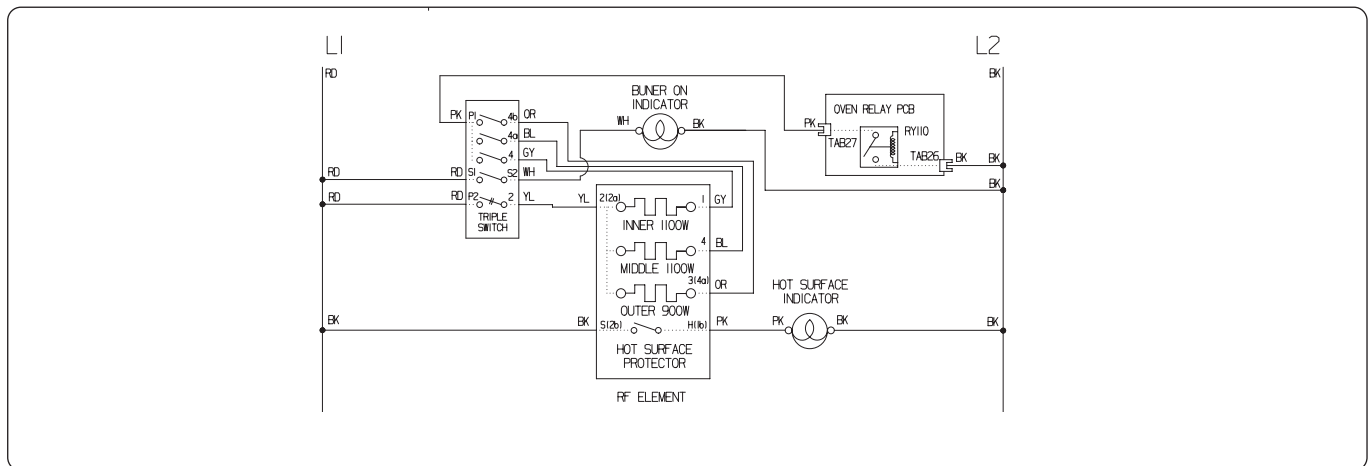 L1 L2
RD BK
BUNER ON
INDICATOR
OVEN RELAY PCB
PK P1 4b OR
WH BK
PK RY110
4a BL
TAB27
4 GY
TAB26 BK BK
RD RD S1 S2 WH
BK
RD RD P2 2 YL YL 2(2a) 1 GY
TRIPLE
SWITCH
INNER 1100W
4 BL
MIDDLE 1100W
3(4a) OR
HOT SURFACE
INDICATOR
OUTER 900W
BK BK S(2b) H(1b) PK PK BK BK
HOT SURFACE
PROTECTOR
RF ELEMENT